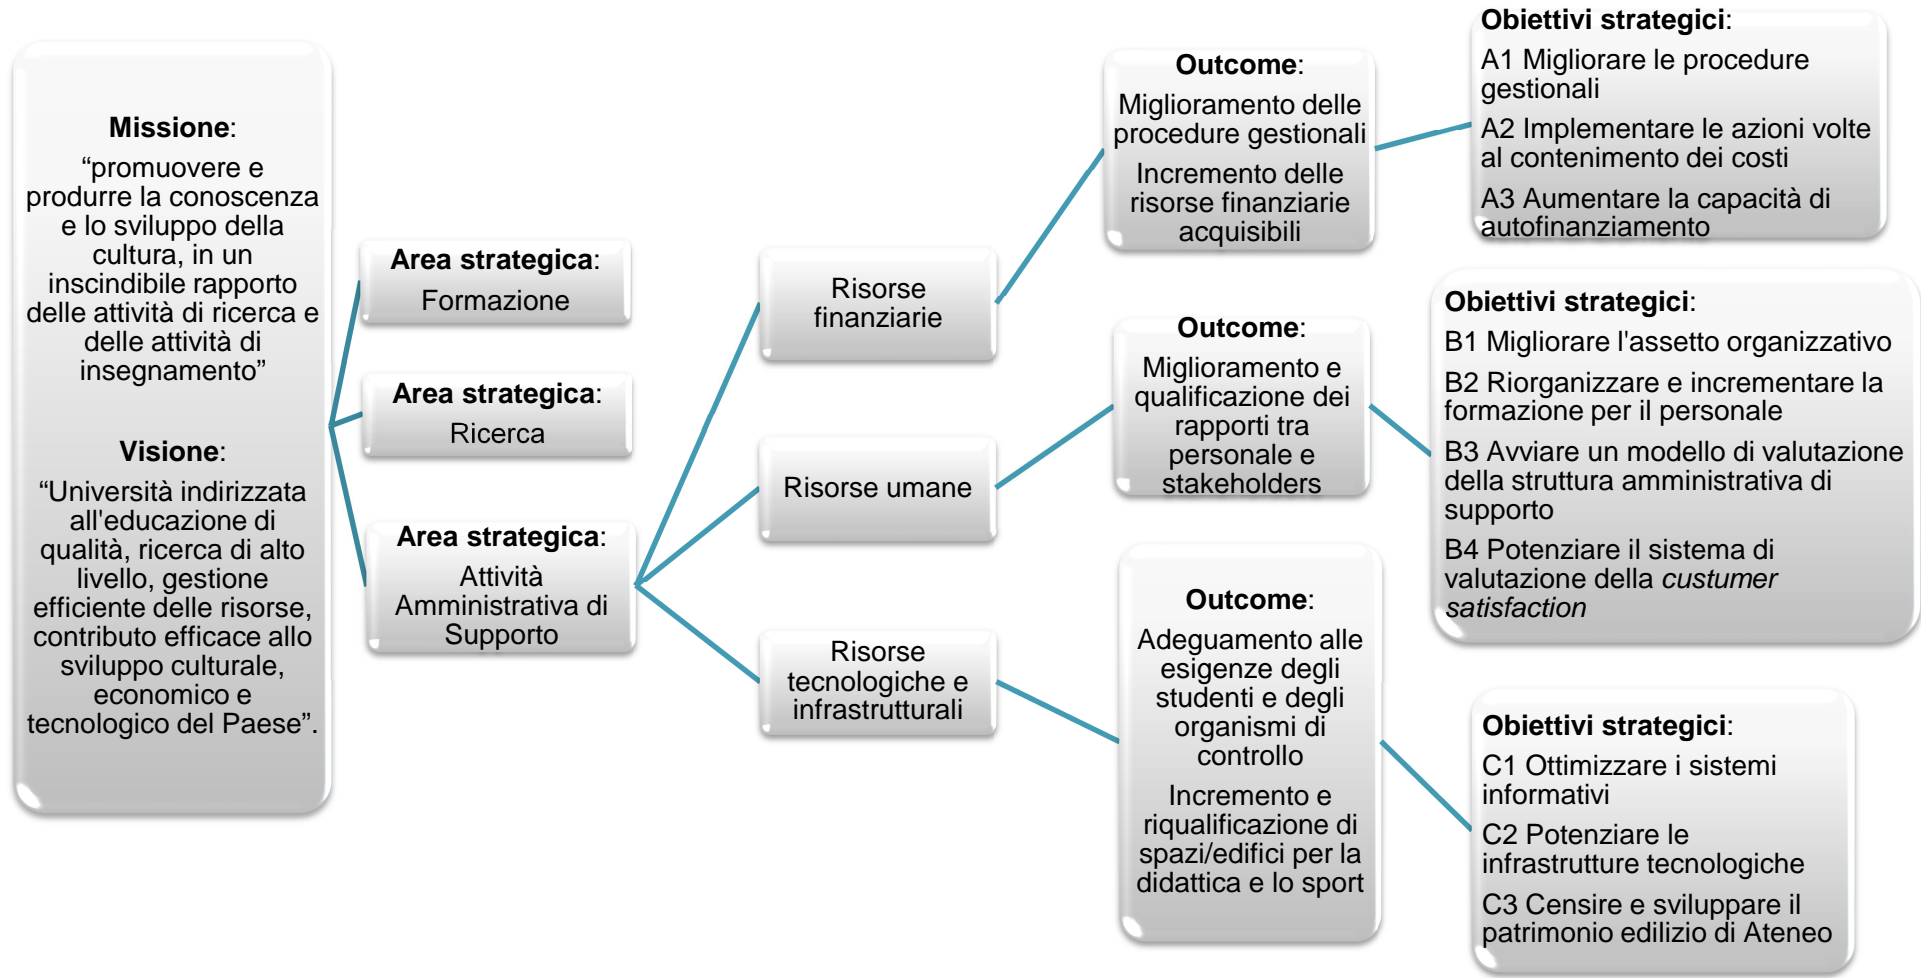 Missione:
“promuovere e
produrre la conoscenza
e lo sviluppo della
cultura, in un
inscindibile rapporto
delle attività di ricerca e
delle attività di
insegnamento”
Visione:
“Università indirizzata
all'educazione di
qualità, ricerca di alto
livello, gestione
efficiente delle risorse,
contributo efficace allo
sviluppo culturale,
economico e
tecnologico del Paese”.
Area strategica:
Formazione
Area strategica:
Ricerca
Area strategica:
Attività
Amministrativa di
Supporto
Risorse
finanziarie
Risorse umane
Risorse
tecnologiche e
infrastrutturali
Outcome:
Miglioramento delle
procedure gestionali
Incremento delle
risorse finanziarie
acquisibili
Outcome:
Miglioramento e
qualificazione dei
rapporti tra
personale e
stakeholders
Outcome:
Adeguamento alle
esigenze degli
studenti e degli
organismi di
controllo
Incremento e
riqualificazione di
spazi/edifici per la
didattica e lo sport
Obiettivi strategici:
A1 Migliorare le procedure
gestionali
A2 Implementare le azioni volte
al contenimento dei costi
A3 Aumentare la capacità di
autofinanziamento
Obiettivi strategici:
B1 Migliorare l'assetto organizzativo
B2 Riorganizzare e incrementare la
formazione per il personale
B3 Avviare un modello di valutazione
della struttura amministrativa di
supporto
B4 Potenziare il sistema di
valutazione della custumer
satisfaction
Obiettivi strategici:
C1 Ottimizzare i sistemi
informativi
C2 Potenziare le
infrastrutture tecnologiche
C3 Censire e sviluppare il
patrimonio edilizio di Ateneo